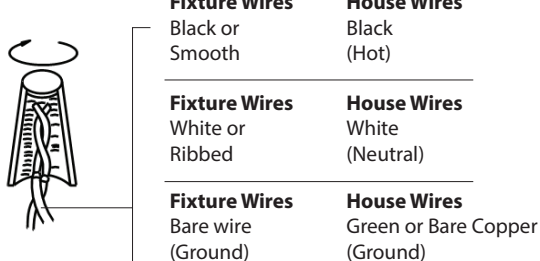 Fixture Wires House Wires
Black or Black
Smooth (Hot)
Fixture Wires House Wires
White or White
Ribbed (Neutral)
Fixture Wires House Wires
Bare wire Green or Bare Copper
(Ground) (Ground)